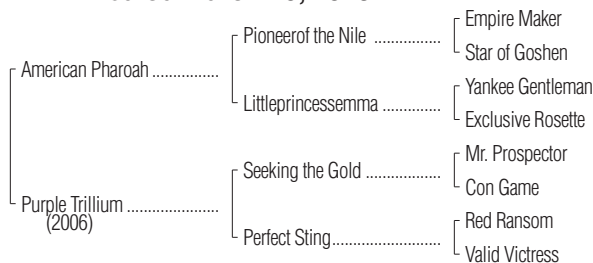 Empire Maker
Pioneerof the Nile ................
Star of Goshen
American Pharoah ................
Yankee Gentleman
Littleprincessemma ..............
Exclusive Rosette
Mr. Prospector
Seeking the Gold ..................
Con Game
Purple Trillium ......................
(2006)
Red Ransom
Perfect Sting..........................
Valid Victress